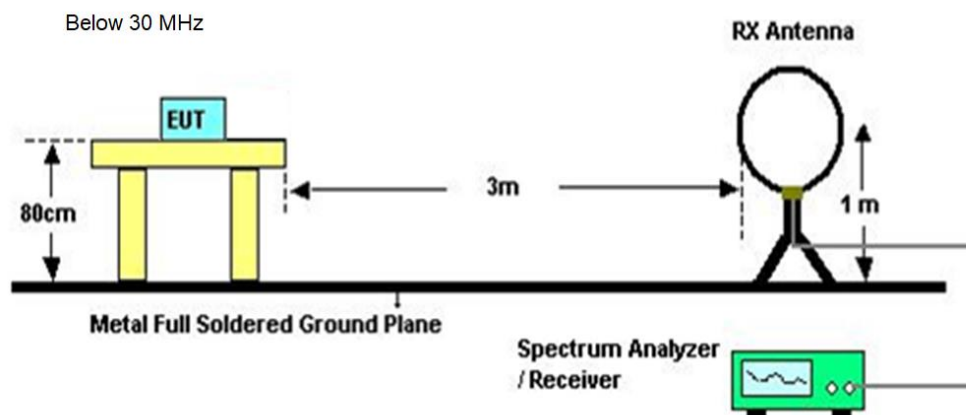 Below 30 MHz
RX Antenna
EUT
80cm
3m
1 m
Metal Full Soldered Ground Plane
Spectrum Analyzer
/ Receiver